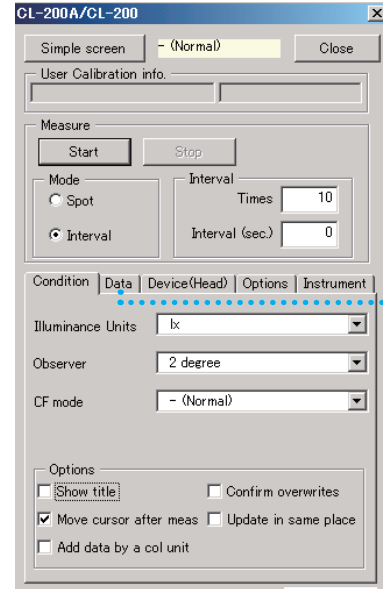 CL-200A/CL-200
Simple screen - (Normal) Close
User Calibration info.
Measure
Start Stop
Mode Interval
Spot Times 10
Interval Interval (sec.) 0
Condition Data Device(Head) Options Instrument
Illuminance Units lx
Observer 2 degree
CF mode - (Normal)
Options
Show title Confirm overwrites
Move cursor after meas Update in same place
Add data by a col unit